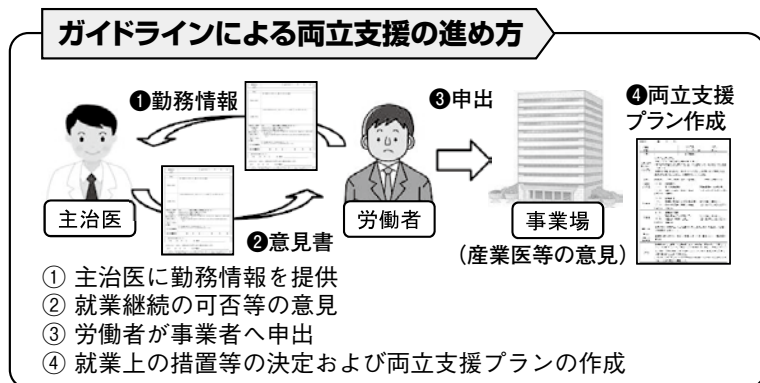 ガイドラインによる両立支援の進め方
❶勤務情報
❸申出
❹両立支援
プラン作成
主治医
❷意見書
労働者
事業場
(産業医等の意見)
① 主治医に勤務情報を提供
② 就業継続の可否等の意見
③ 労働者が事業者へ申出
④ 就業上の措置等の決定および両立支援プランの作成